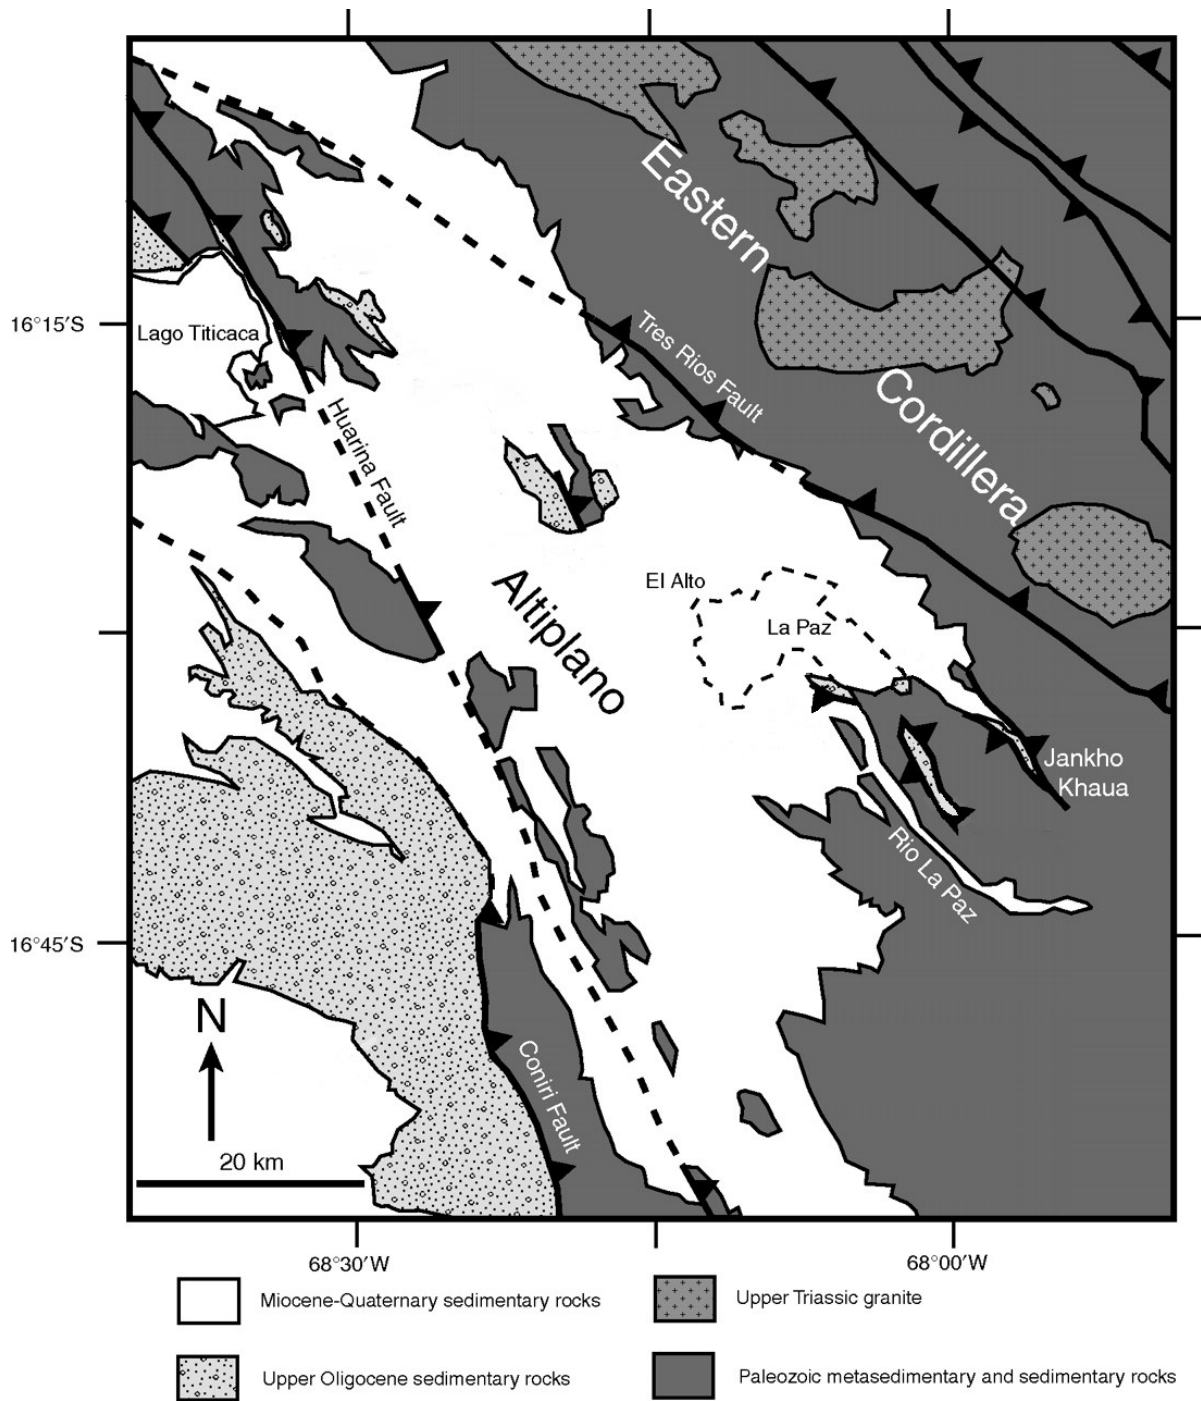 Eastern
16°15'S
Lago Titicaca
Tres Rios Fault
Cordillera
Huarina Fault
Altiplano
El Alto
La Paz
Jankho
Khaua
Rio La Paz
16°45'S
N
Coniri Fault
20 km
68°30'W
68°00'W
Miocene-Quaternary sedimentary rocks
Upper Triassic granite
Upper Oligocene sedimentary rocks
Paleozoic metasedimentary and sedimentary rocks